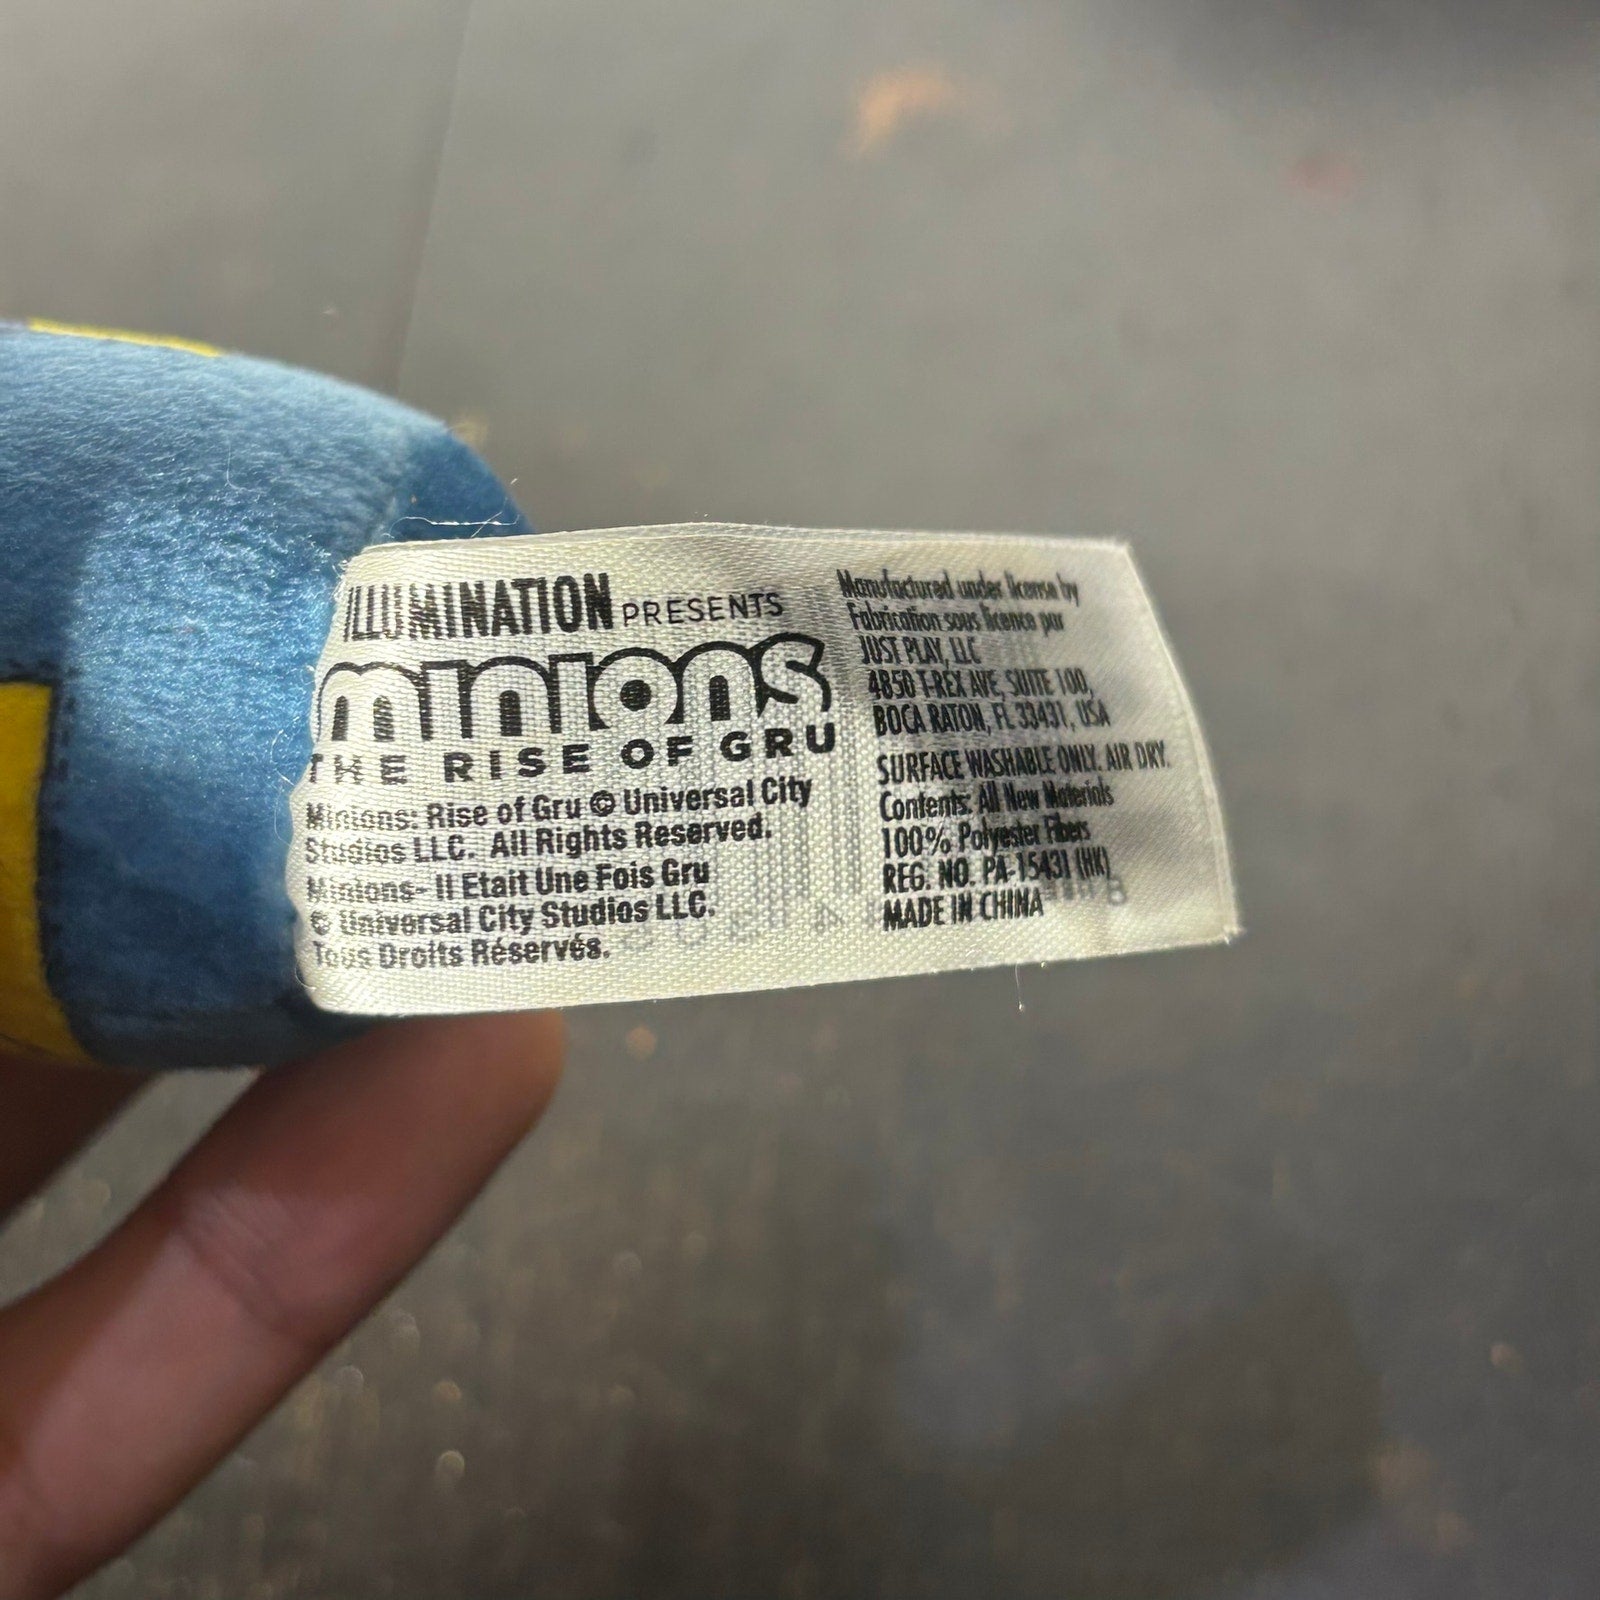 ILLUMINATION PRESENTS
minions
THE RISE OF GRU
Minions: Rise of Gru © Universal City
Studios LLC. All Rights Reserved.
Minions- Il Etait Une Fois Gru
© Universal City Studios LLC.
Tous Droits Réservés.
Manufactured under license by
Fabrication sous licence par
JUST PLAY, LLC
4850 T-REX AVE, SUITE 100,
BOCA RATON, FL 33431, USA
SURFACE WASHABLE ONLY. AIR DRY.
Contents: All New Materials
100% Polyester Fibers
REG. NO. PA-15431 (HK)
MADE IN CHINA